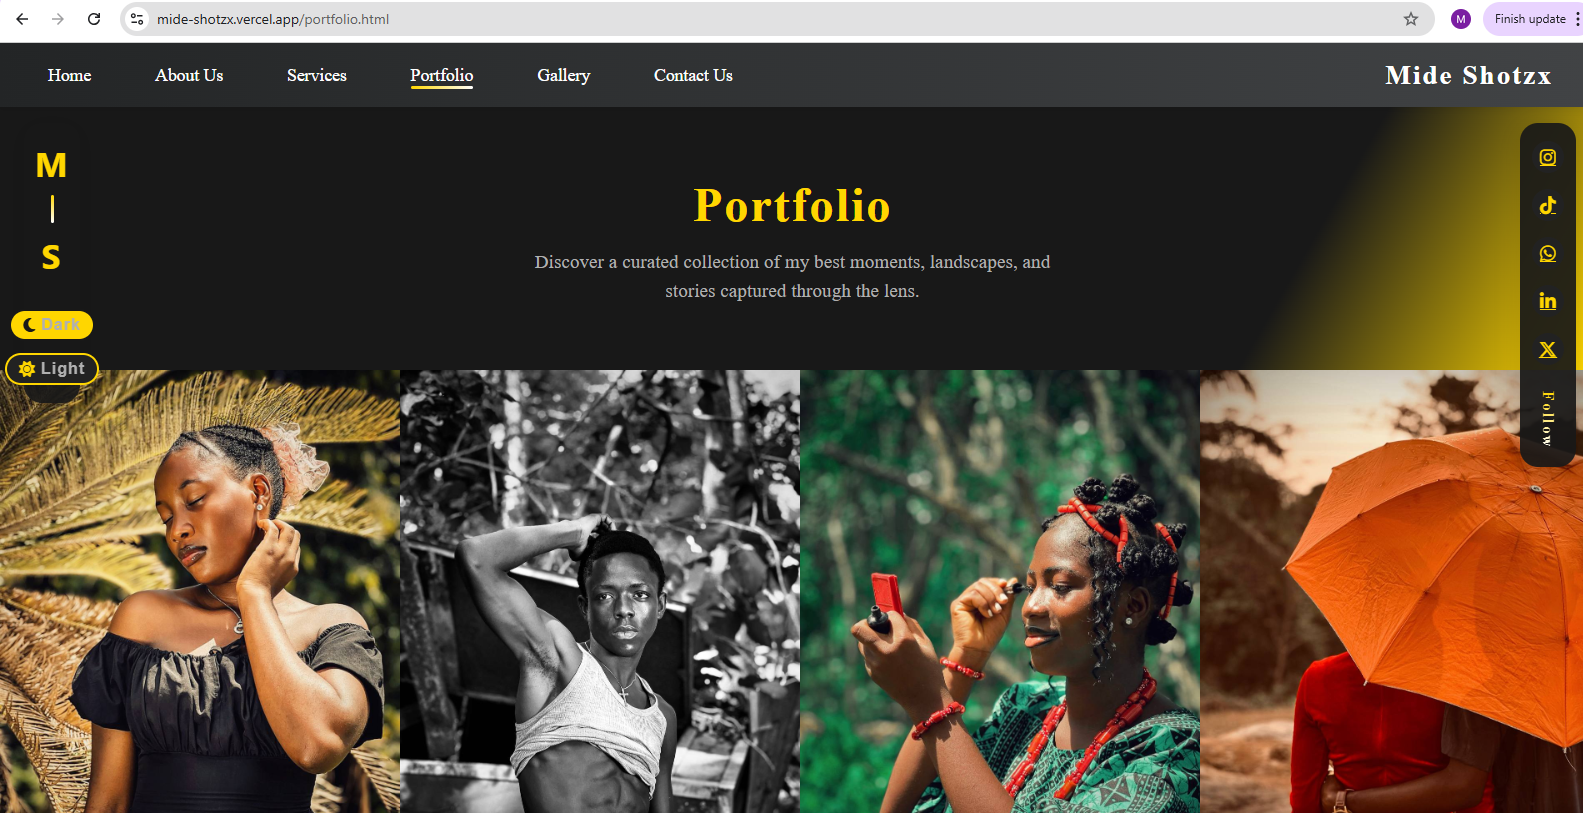 mide-shotzx.vercel.app/portfolio.html
M
Finish update
Home
About Us
Services
Portfolio
Gallery
Contact Us
Mide Shotzx
M
S
Dark
Light
Portfolio
Discover a curated collection of my best moments, landscapes, and
stories captured through the lens.
Follow